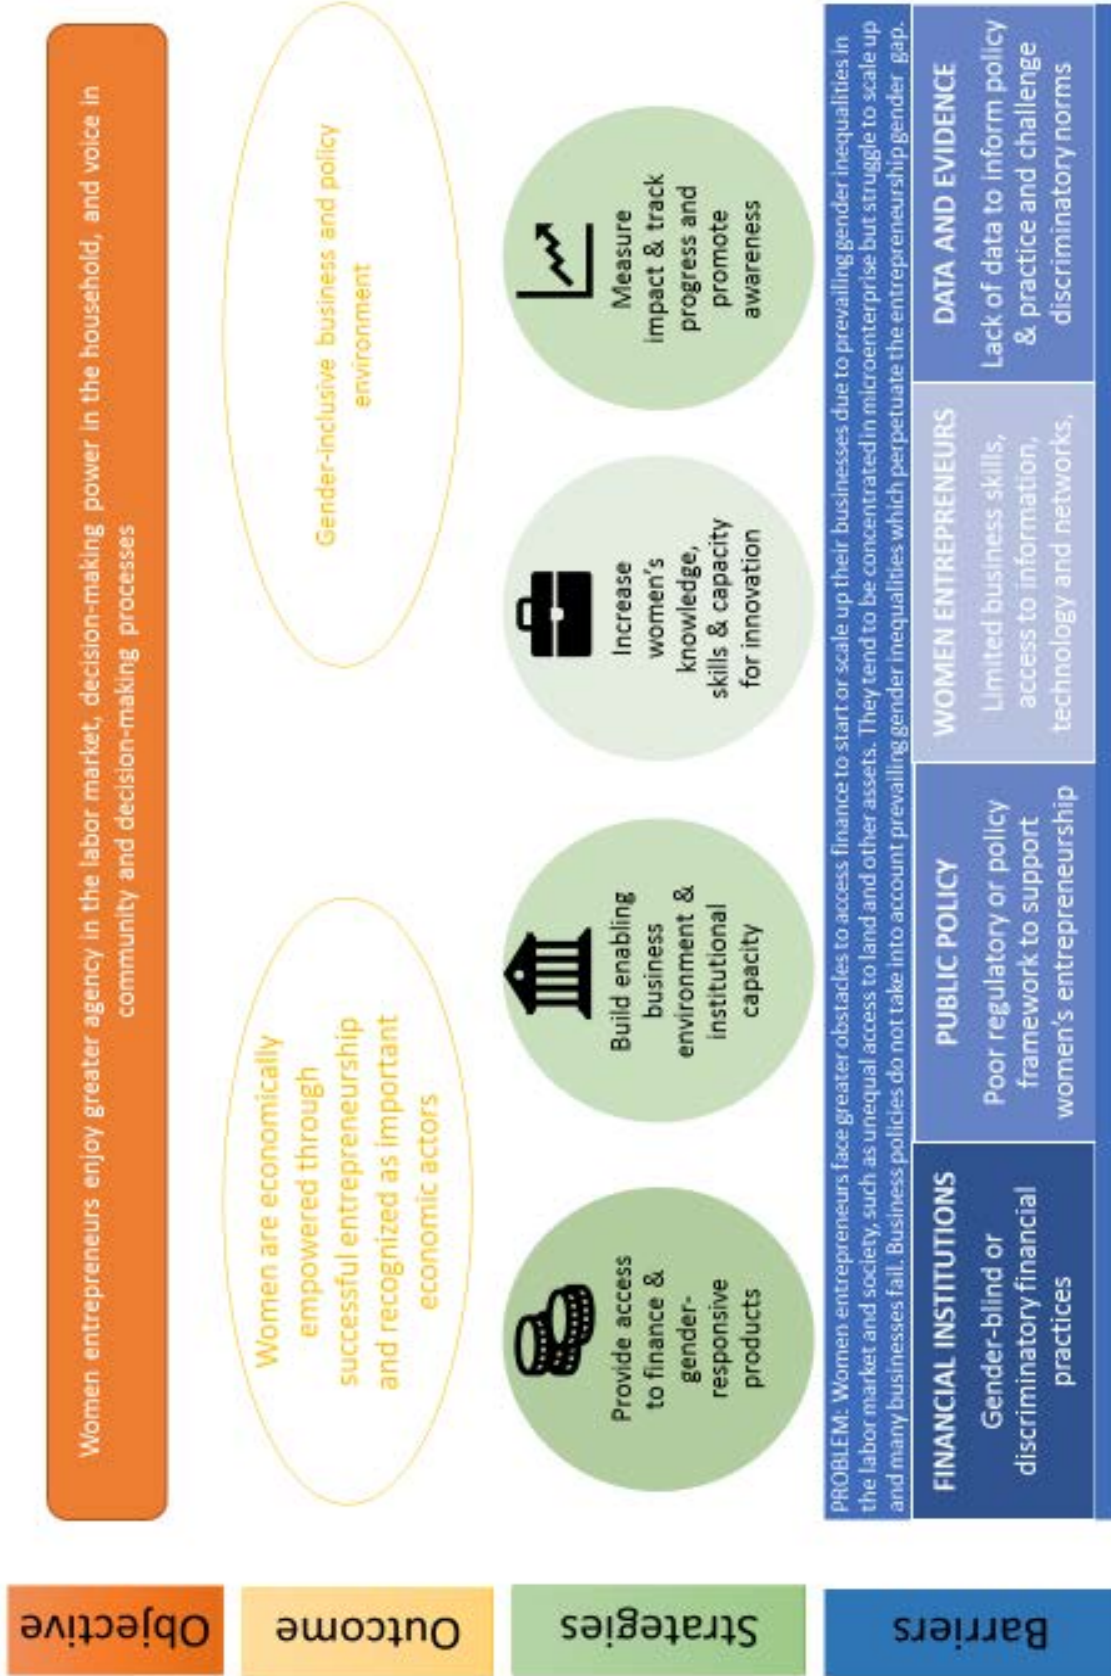 Objective
Women entrepreneurs enjoy greater agency in the labor market, decision-making power in the household, and voice in
community and decision-making processes
Outcome
Women are economically
empowered through
successful entrepreneurship
and recognized as important
economic actors
Gender-inclusive business and policy
environment
Strategies
Provide access
to finance &
gender-
responsive
products
Build enabling
business
environment &
institutional
capacity
Increase
women's
knowledge,
skills & capacity
for innovation
Measure
impact & track
progress and
promote
awareness
Barriers
PROBLEM: Women entrepreneurs face greater obstacles to access finance to start or scale up their businesses due to prevailing gender inequalities in
the labor market and society, such as unequal access to land and other assets. They tend to be concentrated in microenterprise but struggle to scale up
and many businesses fail. Business policies do not take into account prevailing gender inequalities which perpetuate the entrepreneurship gender gap.
FINANCIAL INSTITUTIONS
Gender-blind or
discriminatory financial
practices
PUBLIC POLICY
Poor regulatory or policy
framework to support
women's entrepreneurship
WOMEN ENTREPRENEURS
Limited business skills,
access to information,
technology and networks,
DATA AND EVIDENCE
Lack of data to inform policy
& practice and challenge
discriminatory norms